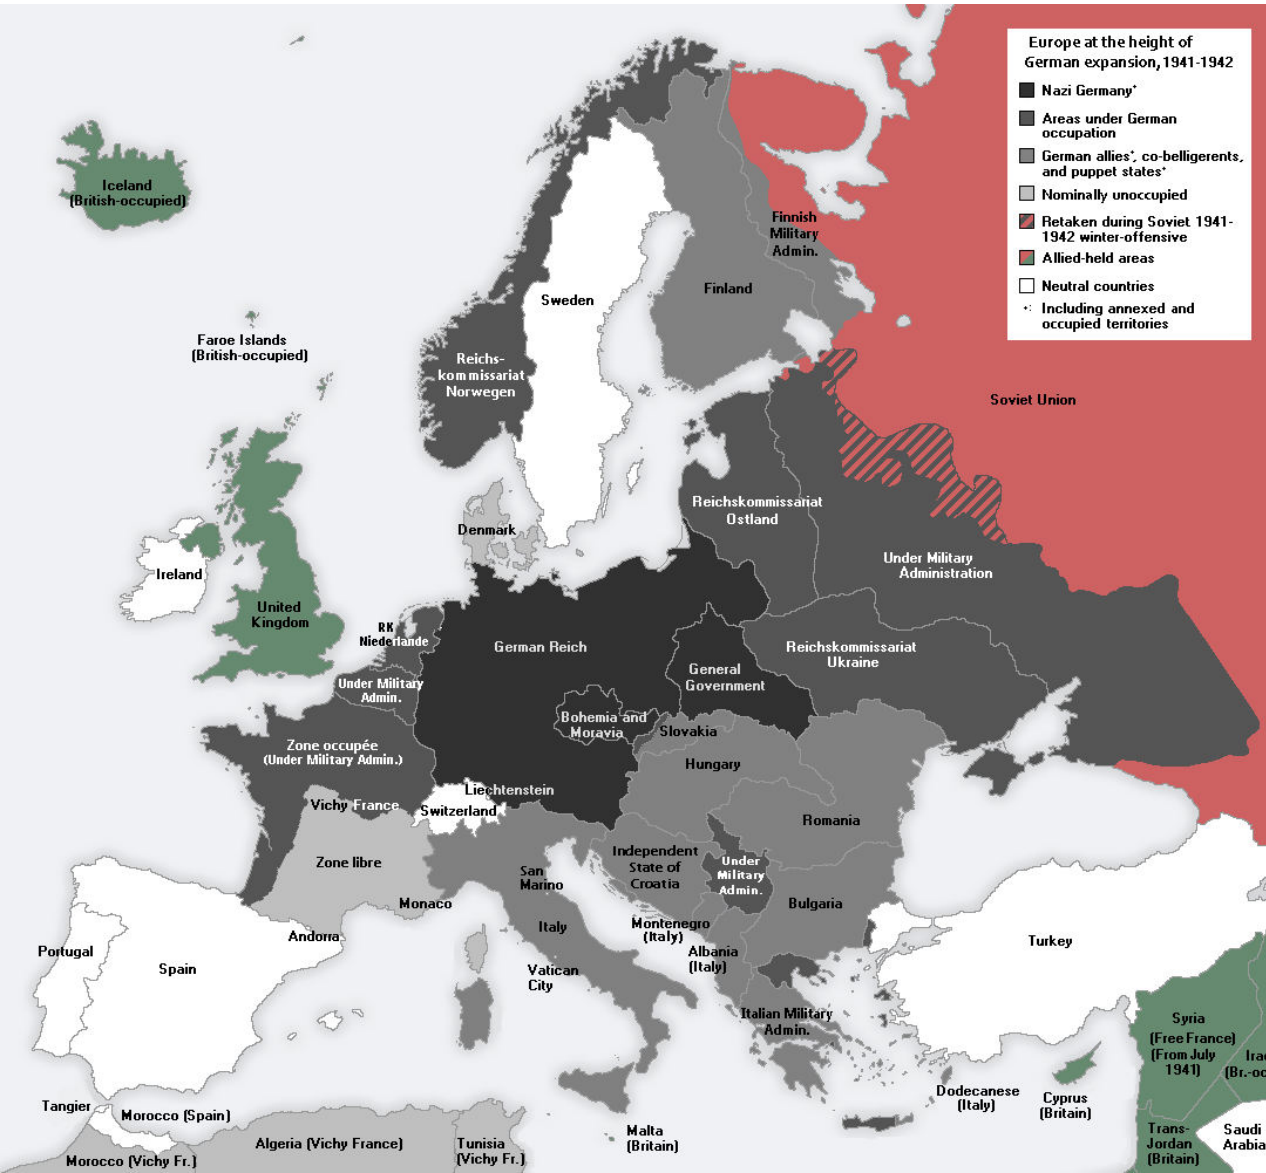 Europe at the height of
German expansion, 1941-1942
Nazi Germany⁺
Areas under German
occupation
German allies⁺, co-belligerents,
and puppet states⁺
Nominally unoccupied
Retaken during Soviet 1941-
1942 winter-offensive
Allied-held areas
Neutral countries
⁺: Including annexed and
occupied territories
Iceland
(British-occupied)
Finnish
Military
Admin.
Finland
Sweden
Faroe Islands
(British-occupied)
Reichs-
kommissariat
Norwegen
Soviet Union
Reichskommissariat
Ostland
Denmark
Under Military
Administration
Ireland
United
Kingdom
RK
Niederlande
German Reich
Reichskommissariat
Ukraine
General
Government
Under Military
Admin.
Bohemia and
Moravia
Slovakia
Zone occupée
(Under Military Admin.)
Hungary
Liechtenstein
Vichy France
Switzerland
Romania
Zone libre
Independent
State of
Croatia
Under
Military
Admin.
San
Marino
Monaco
Bulgaria
Andorra
Italy
Montenegro
(Italy)
Portugal
Spain
Albania
(Italy)
Turkey
Vatican
City
Italian Military
Admin.
Syria
(Free France)
(From July
1941)
Ira
(Br.-oc
Dodecanese
(Italy)
Cyprus
(Britain)
Tangier
Morocco (Spain)
Malta
(Britain)
Algeria (Vichy France)
Tunisia
(Vichy Fr.)
Morocco (Vichy Fr.)
Trans-
Jordan
(Britain)
Saudi
Arabia